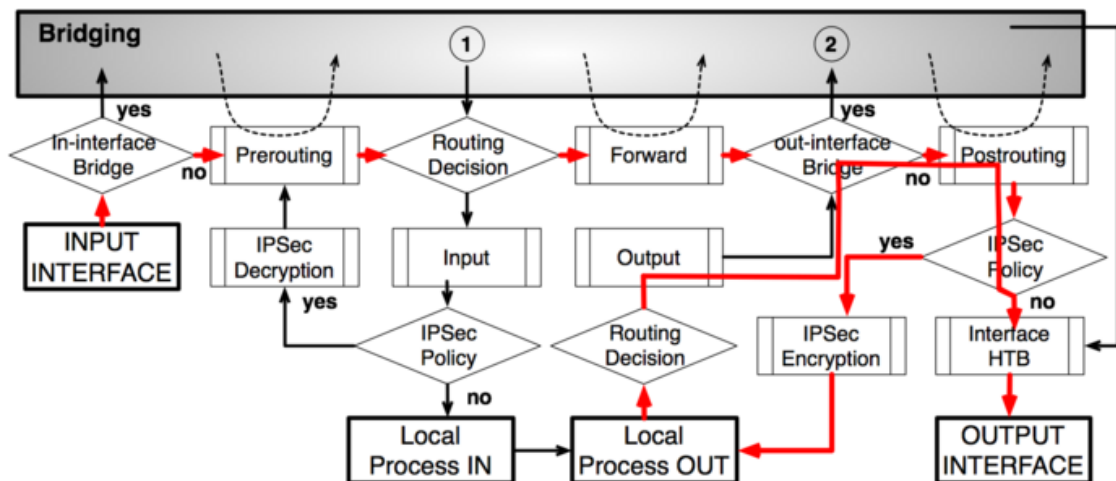 Bridging
1
2
yes
yes
In-interface
Bridge
no
Prerouting
Routing
Decision
Forward
out-interface
Bridge
no
Postrouting
INPUT
INTERFACE
IPSec
Decryption
Input
Output
yes
IPSec
Policy
yes
no
IPSec
Policy
Routing
Decision
IPSec
Encryption
Interface
HTB
no
Local
Process IN
Local
Process OUT
OUTPUT
INTERFACE